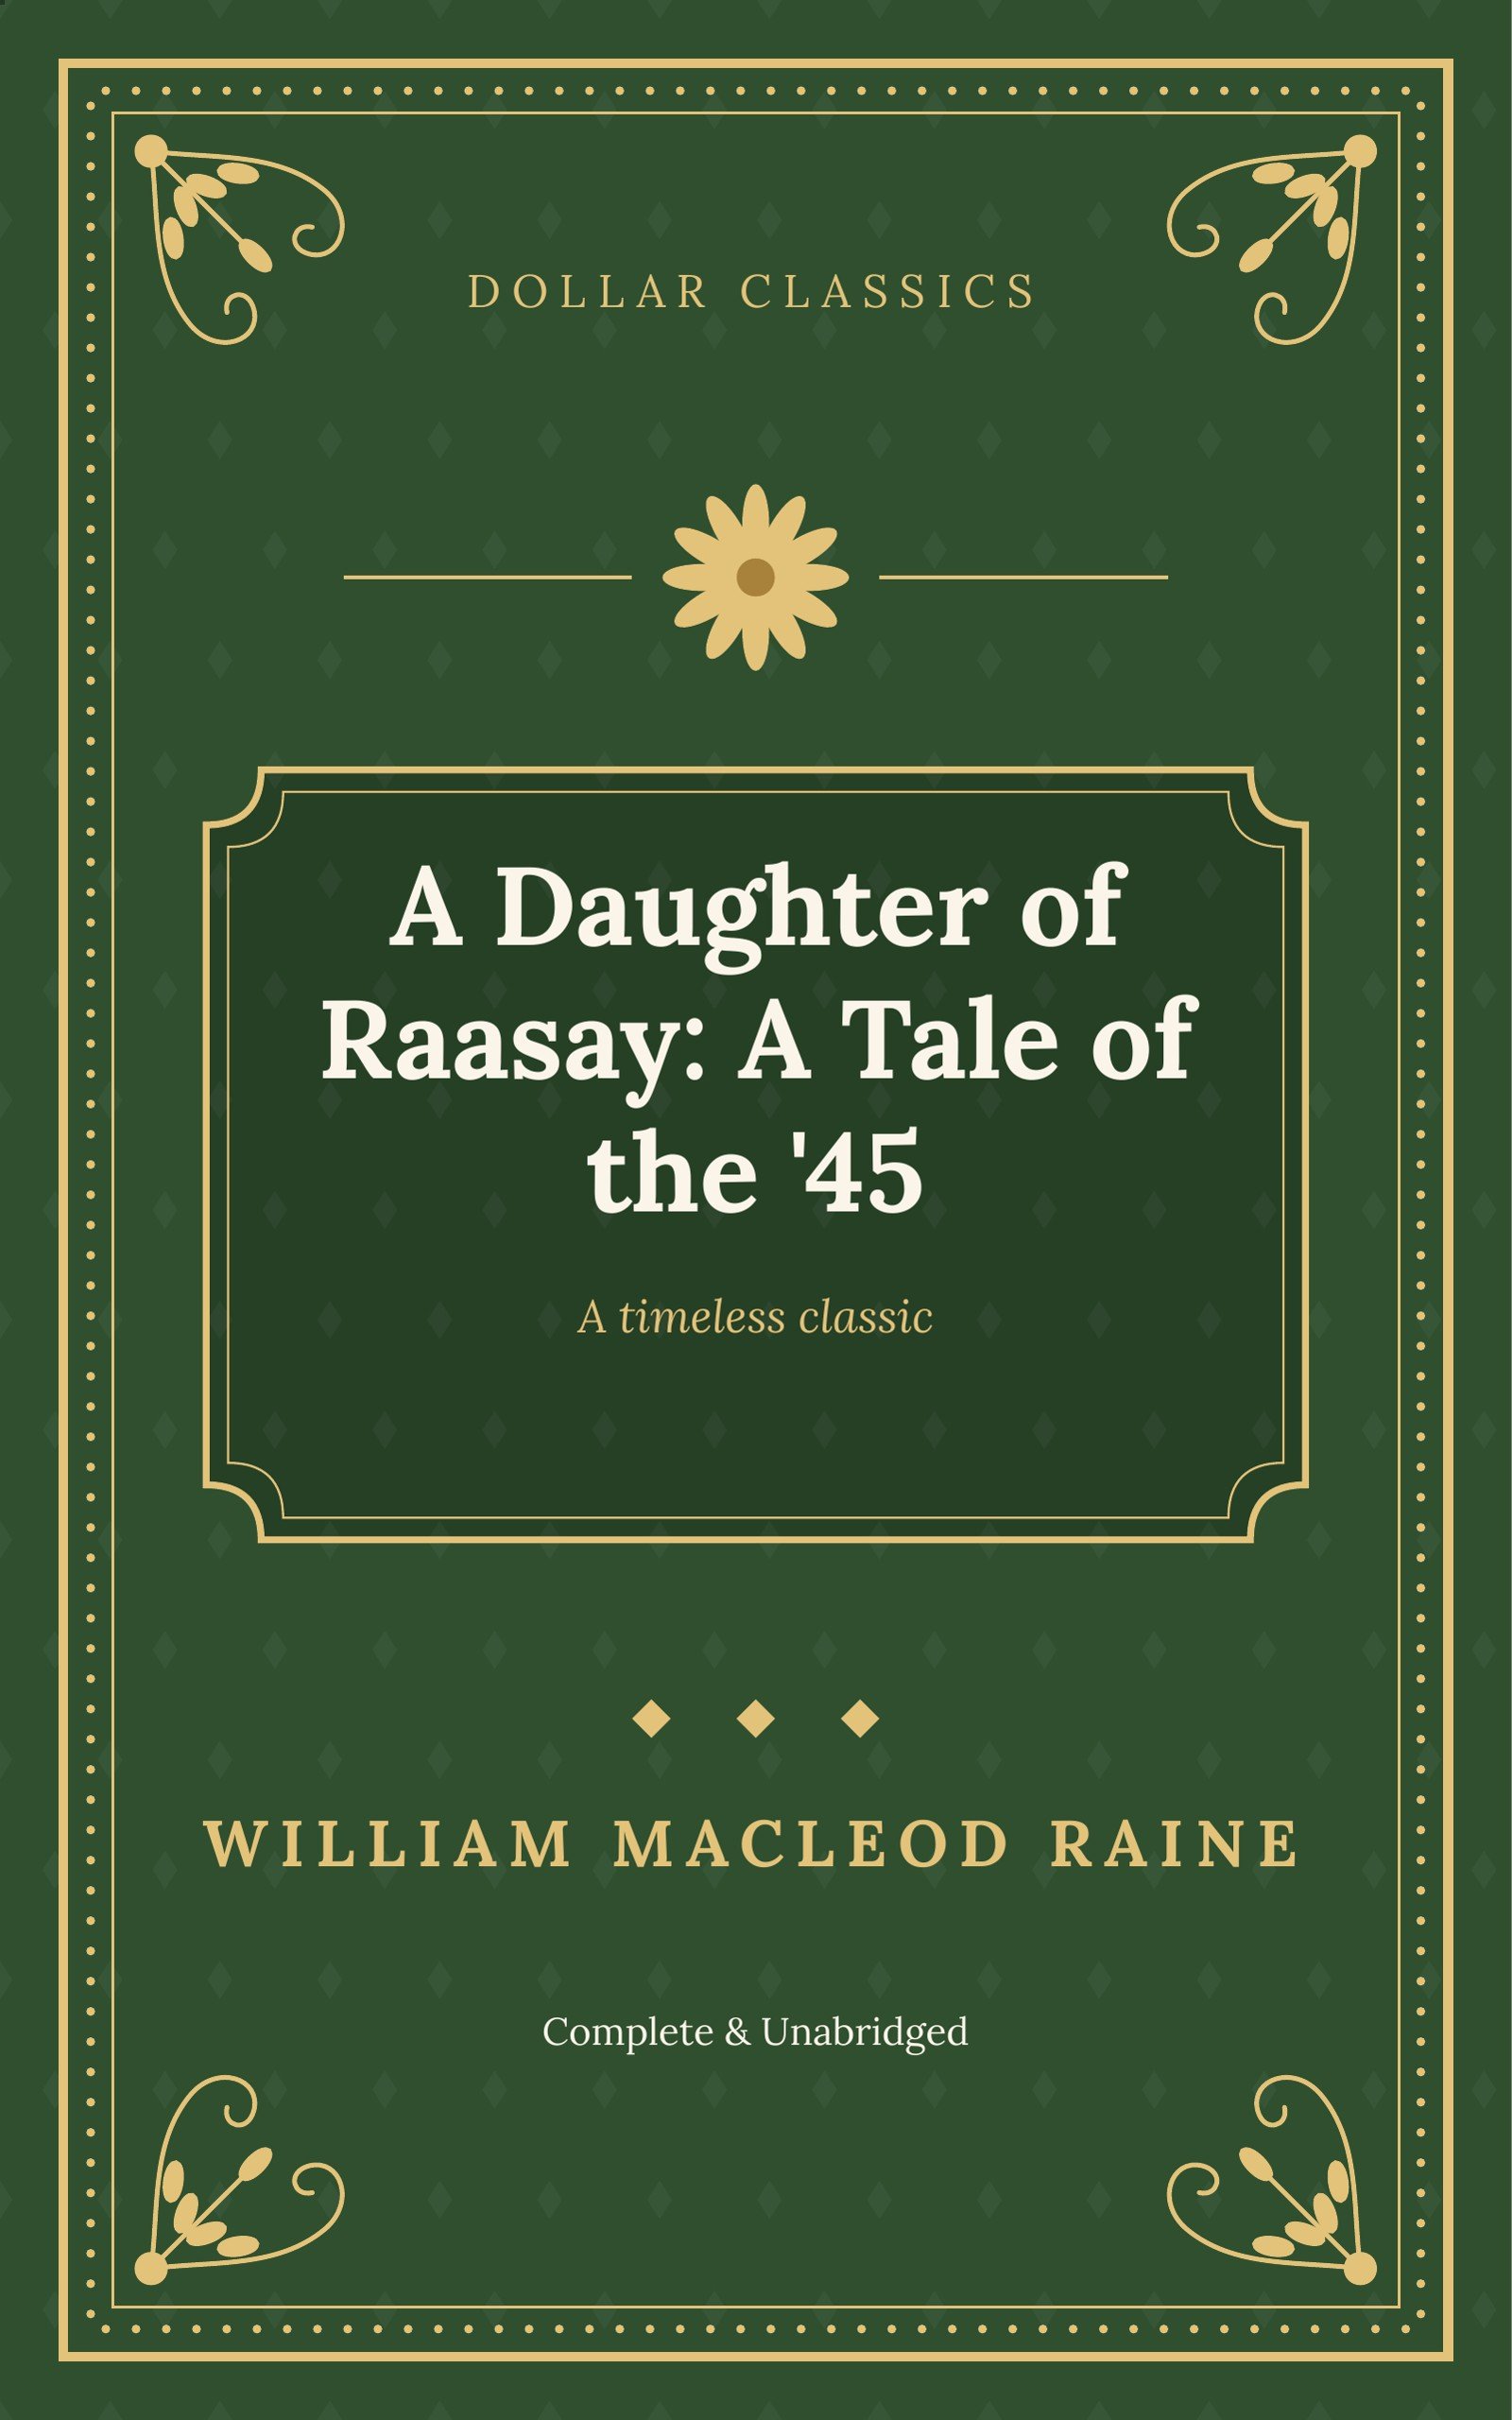 DOLLAR CLASSICS
A Daughter of
Raasay: A Tale of
the '45
A timeless classic
WILLIAM MACLEOD RAINE
Complete & Unabridged